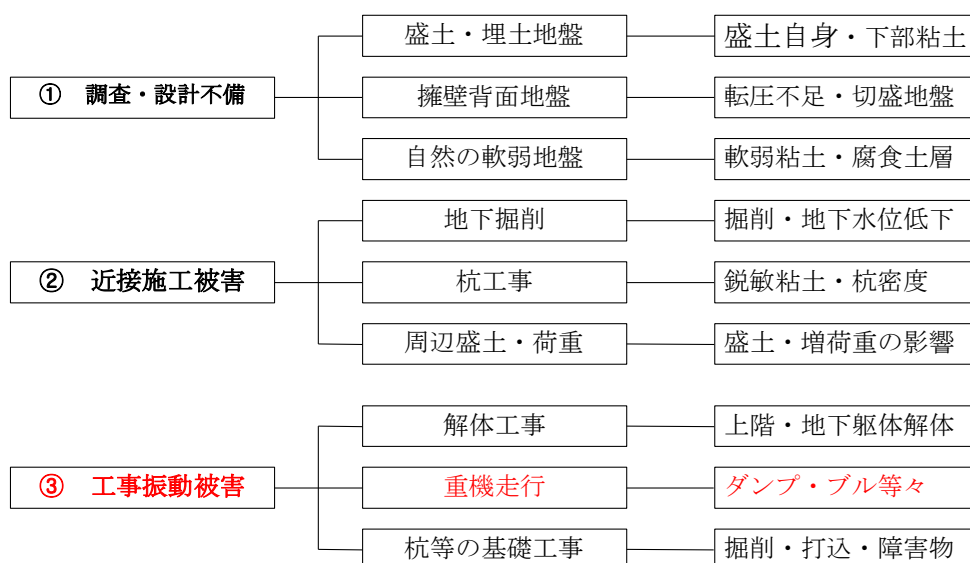 盛土・埋土地盤 盛土自身・下部粘土
① 調査・設計不備 擁壁背面地盤 転圧不足・切盛地盤
自然の軟弱地盤 軟弱粘土・腐食土層
地下掘削 掘削・地下水位低下
② 近接施工被害 杭工事 鋭敏粘土・杭密度
周辺盛土・荷重 盛土・増荷重の影響
解体工事 上階・地下躯体解体
③ 工事振動被害 重機走行 ダンプ・ブル等々
杭等の基礎工事 掘削・打込・障害物